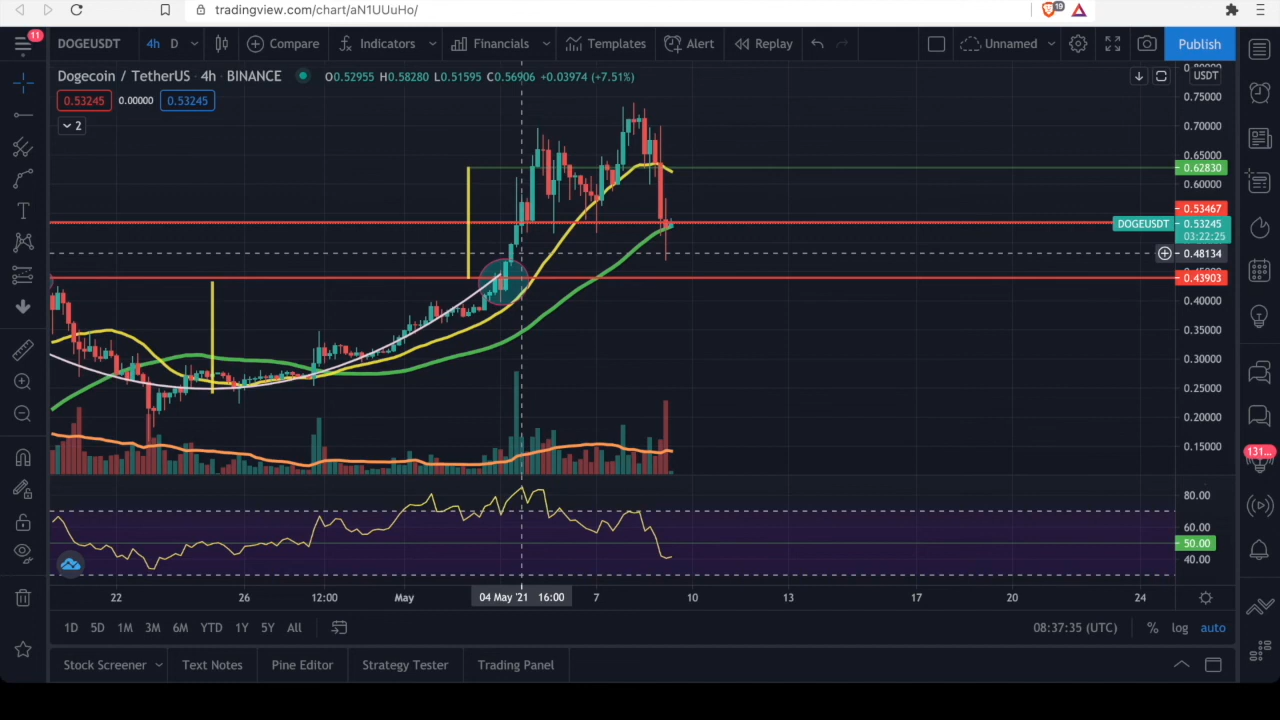 tradingview.com/chart/aN1UUuHo/
19
11
DOGEUSDT 4h D Compare Indicators Financials Templates Alert Replay Unnamed Publish
Dogecoin / TetherUS · 4h · BINANCE O0.52955 H0.58280 L0.51595 C0.56906 +0.03974 (+7.51%)
0.53245 0.00000 0.53245
2
0.80000
USDT
0.75000
0.70000
0.65000
0.62830
0.60000
0.53467
DOGEUSDT 0.53245
03:22:25
0.48134
0.43903
0.40000
0.35000
0.30000
0.25000
0.20000
0.15000
131...
80.00
60.00
50.00
40.00
22 26 12:00 May 04 May '21 16:00 7 10 13 20 17 24
1D 5D 1M 3M 6M YTD 1Y 5Y All 08:37:35 (UTC) % log auto
Stock Screener Text Notes Pine Editor Strategy Tester Trading Panel